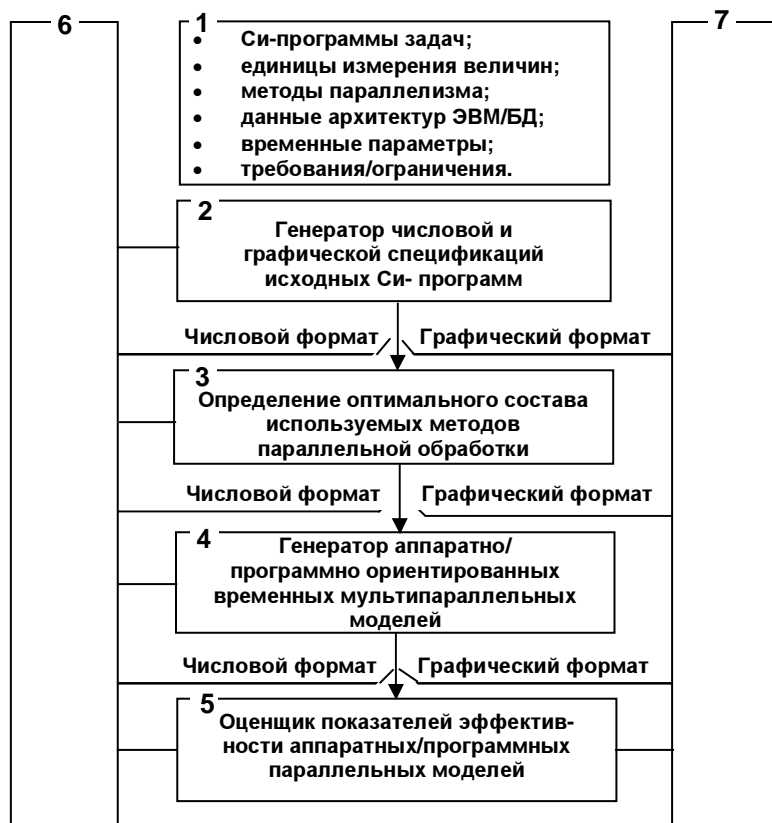 6
7
1
• Си-программы задач;
• единицы измерения величин;
• методы параллелизма;
• данные архитектур ЭВМ/БД;
• временные параметры;
• требования/ограничения.
2
Генератор числовой и
графической спецификаций
исходных Си- программ
Числовой формат Графический формат
3
Определение оптимального состава
используемых методов
параллельной обработки
Числовой формат Графический формат
4
Генератор аппаратно/
программно ориентированных
временных мультипараллельных
моделей
Числовой формат Графический формат
5
Оценщик показателей эффектив-
ности аппаратных/программных
параллельных моделей